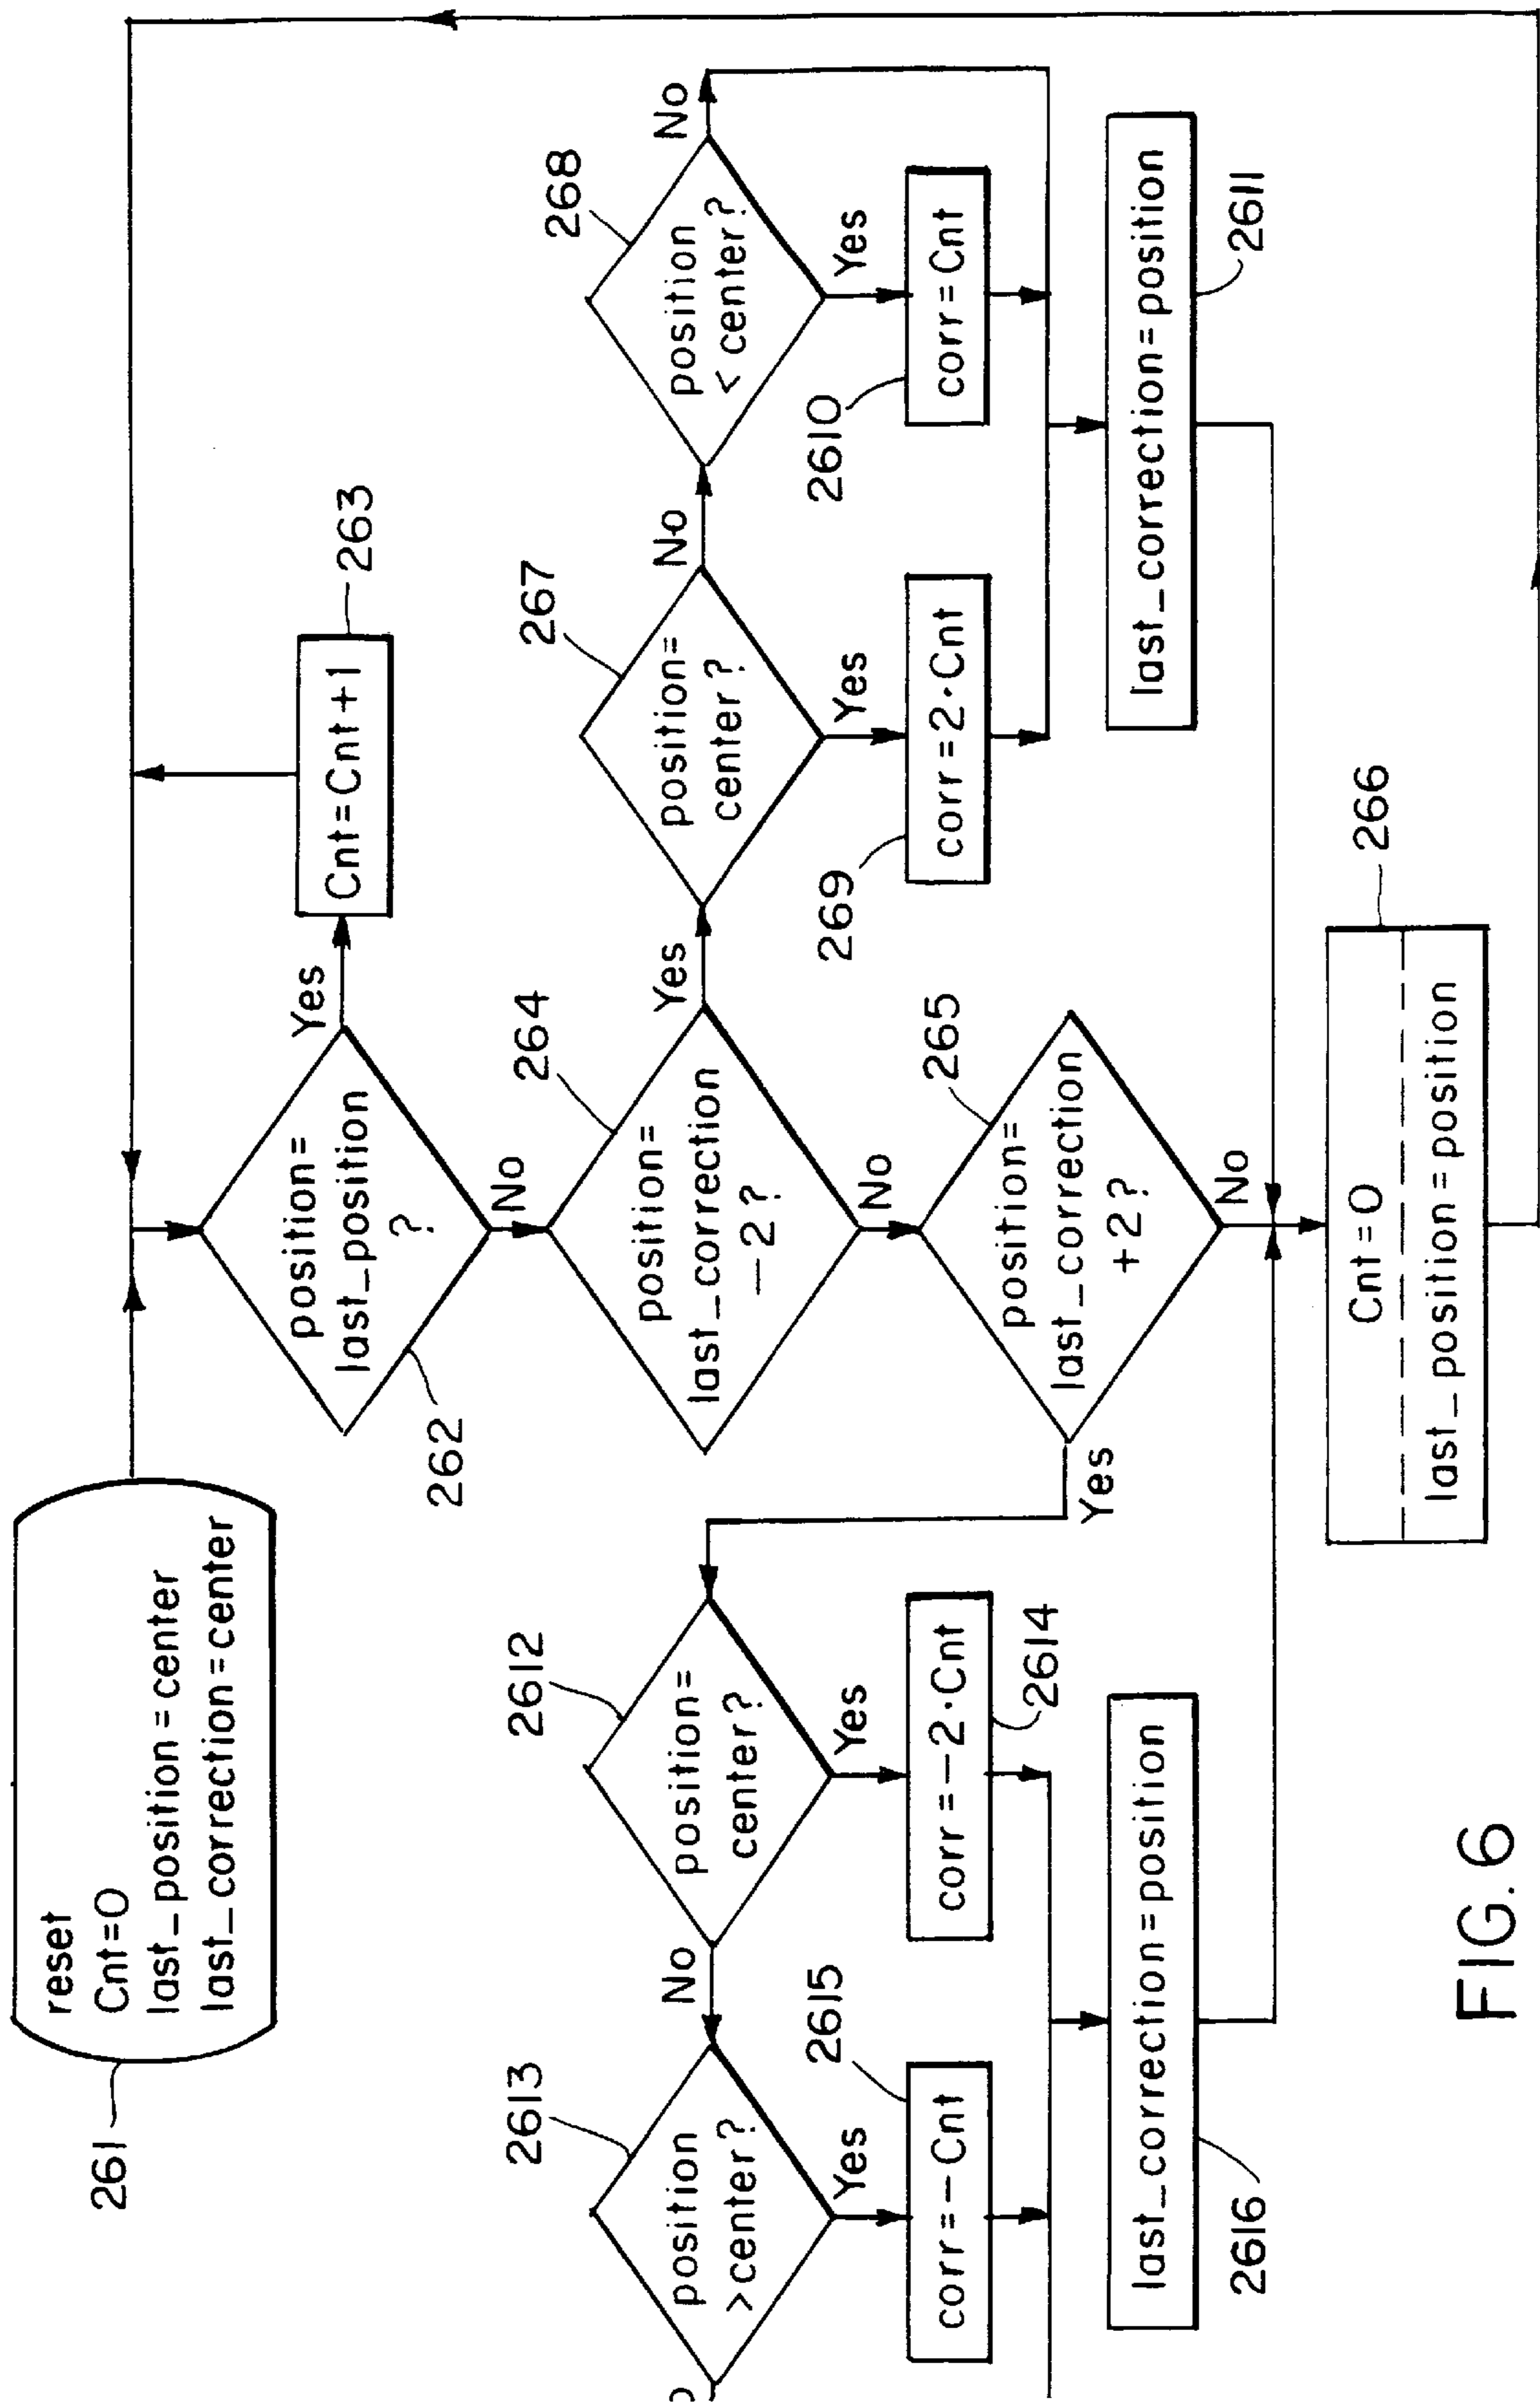 261
reset
Cnt=0
last_position=center
last_correction=center
position=
last_position
?
262
Yes
No
Cnt=Cnt+1
263
position=
last_correction
-2?
264
Yes
No
position=
center?
267
No
Yes
position
< center?
268
No
Yes
corr=2·Cnt
269
corr=Cnt
2610
last_correction=position
2611
position=
last_correction
+2?
265
Yes
No
position=
center?
2612
No
Yes
position
>center?
2613
Yes
corr=-2·Cnt
2614
corr=-Cnt
2615
last_correction=position
2616
Cnt=0
last_position=position
266
FIG. 6